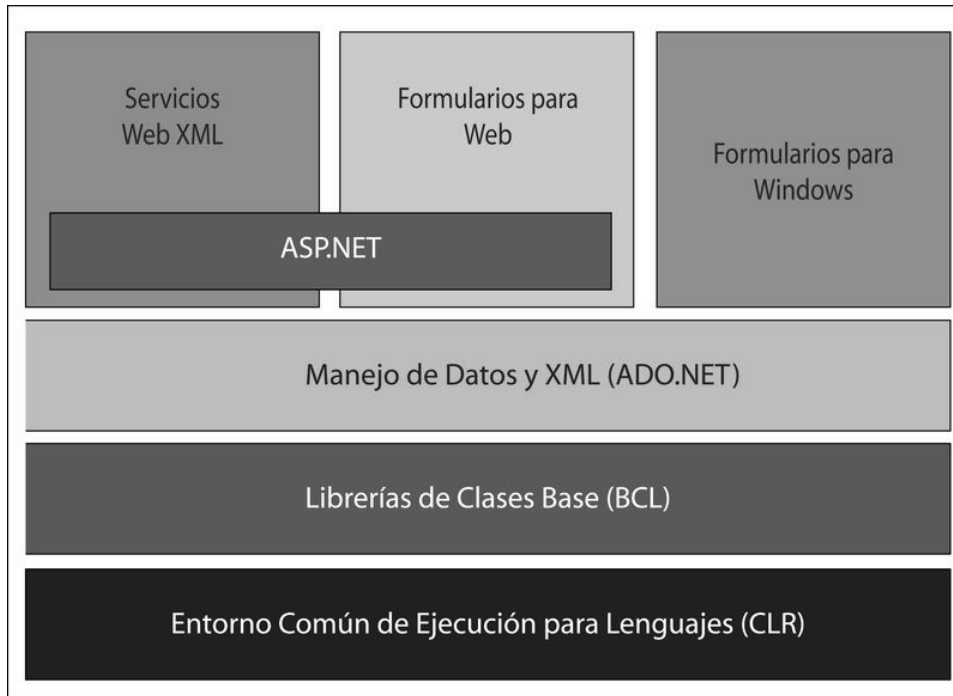 Servicios
Web XML
Formularios para
Web
Formularios para
Windows
ASP.NET
Manejo de Datos y XML (ADO.NET)
Librerías de Clases Base (BCL)
Entorno Común de Ejecución para Lenguajes (CLR)